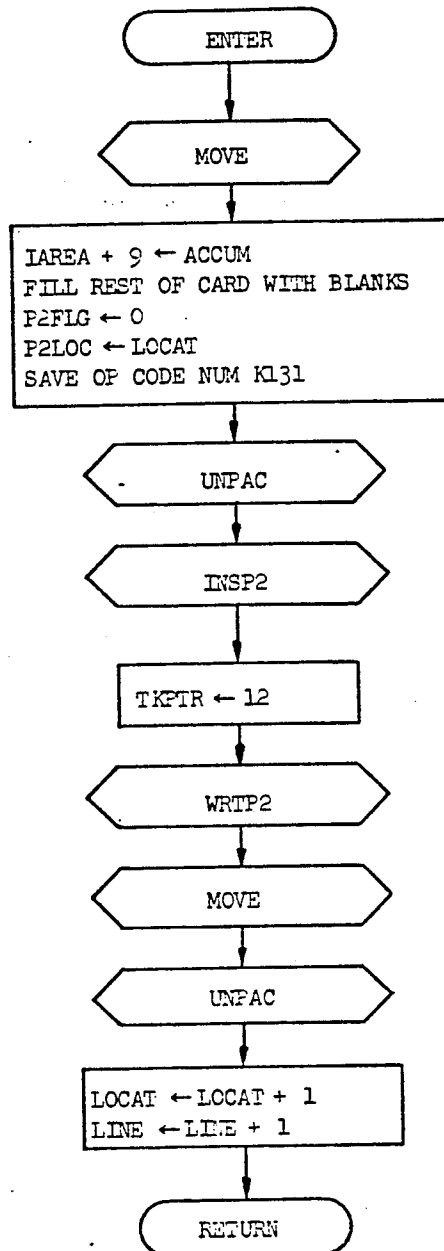 ENTER
MOVE
IAREA + 9 ← ACCUM
FILL REST OF CARD WITH BLANKS
P2FLG ← 0
P2LOC ← LOCAT
SAVE OP CODE NUM K131
UNPAC
INSP2
TKPTR ← 12
WRTP2
MOVE
UNPAC
LOCAT ← LOCAT + 1
LINE ← LINE + 1
RETURN